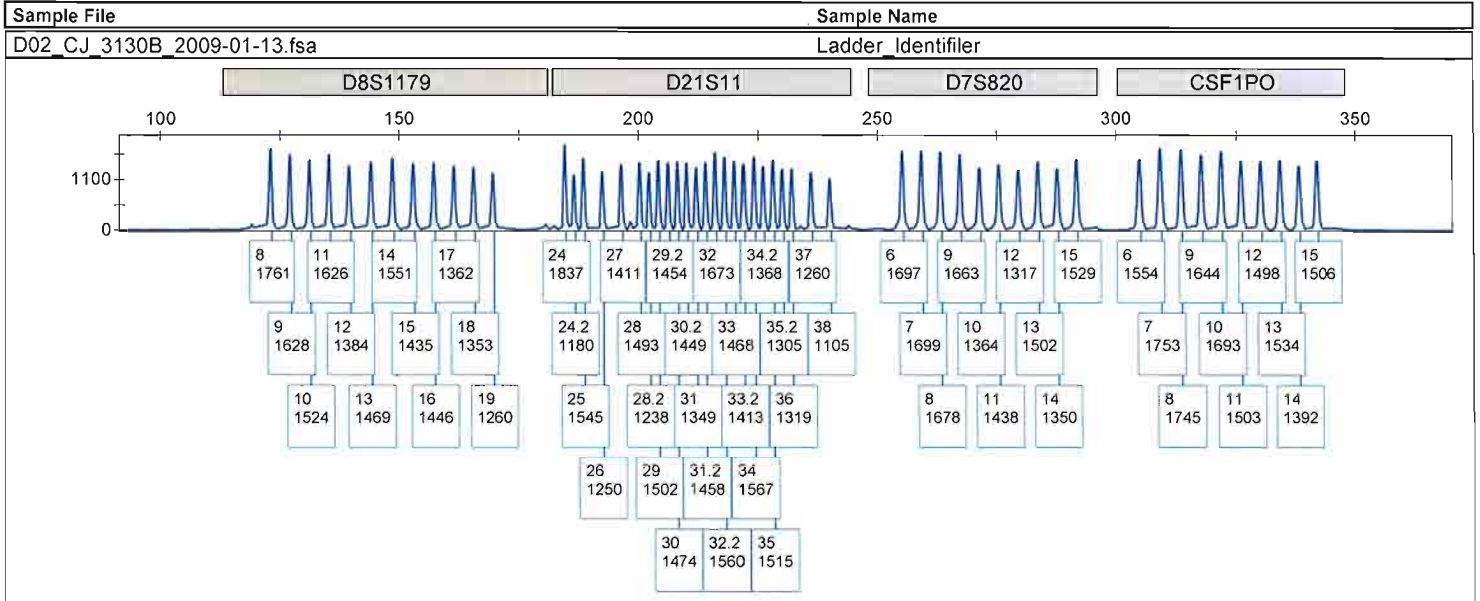 Sample File Sample Name
D02_CJ_3130B_2009-01-13.fsa Ladder_Identifiler
D8S1179 D21S11 D7S820 CSF1PO
100 150 200 250 300 350
1100
0
8 11 14 17 24 27 29.2 32 34.2 37 6 9 12 15 6 9 12 15
1761 1626 1551 1362 1837 1411 1454 1673 1368 1260 1697 1663 1317 1529 1554 1644 1498 1506
9 12 15 18 24.2 28 30.2 33 35.2 38 7 10 13 7 10 13
1628 1384 1435 1353 1180 1493 1449 1468 1305 1105 1699 1364 1502 1753 1693 1534
10 13 16 19 25 28.2 31 33.2 36 8 11 14 8 11 14
1524 1469 1446 1260 1545 1238 1349 1413 1319 1678 1438 1350 1745 1503 1392
26 29 31.2 34
1250 1502 1458 1567
30 32.2 35
1474 1560 1515